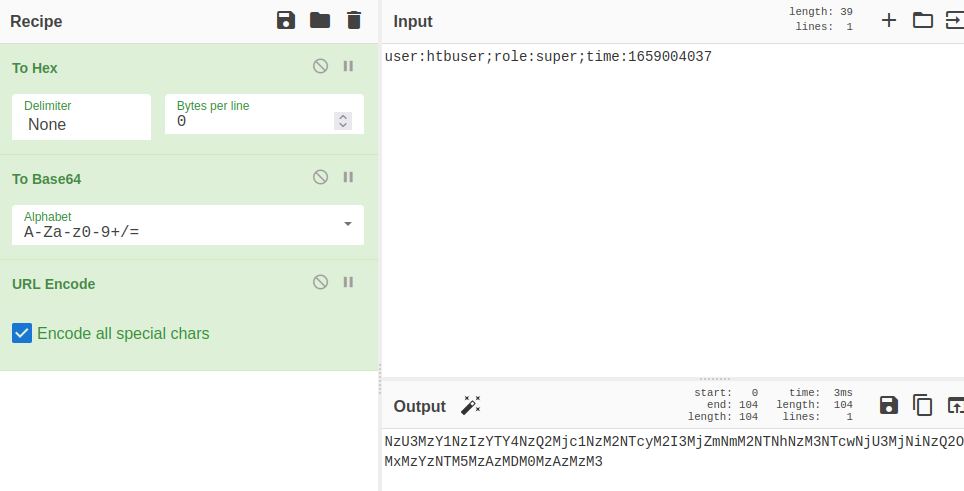 Recipe
To Hex
Delimiter
None
Bytes per line
0
To Base64
Alphabet
A-Za-z0-9+/=
URL Encode
Encode all special chars
Input
length: 39
lines: 1
user:htbuser;role:super;time:1659004037
Output
start: 0 time: 3ms
end: 104 length: 104
length: 104 lines: 1
NzU3MzY1NzIzYTY4NzQ2Mjc1NzM2NTcyM2I3MjZmNmM2NTNhNzM3NTcwNjU3MjNiNzQ2O
MxMzYzNTM5MzAzMDM0MzAzMzM3